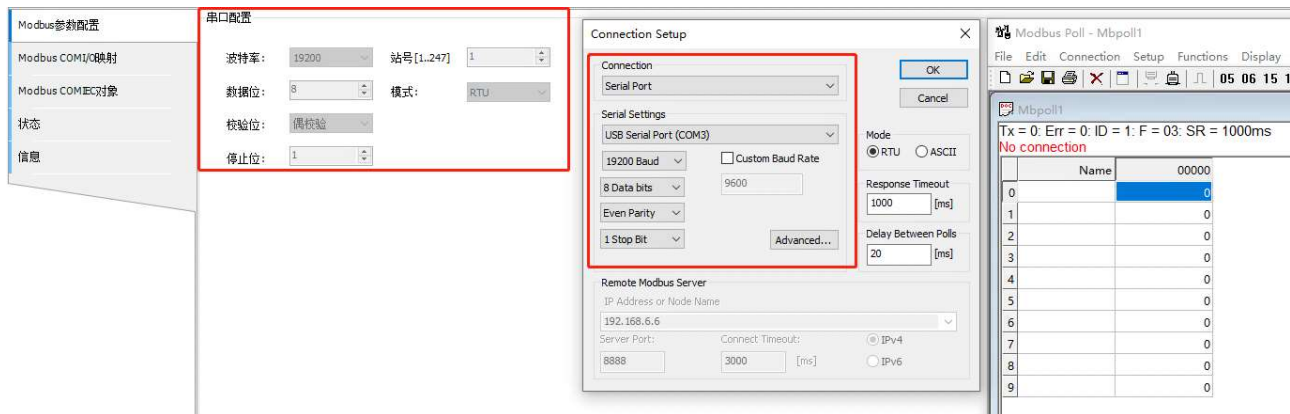 Modbus参数配置
Modbus COMI/O映射
Modbus COMIEC对象
状态
信息
串口配置
波特率: 19200 站号[1..247] 1
数据位: 8 模式: RTU
校验位: 偶校验
停止位: 1
Connection Setup
Connection
Serial Port
OK
Cancel
Serial Settings
USB Serial Port (COM3)
19200 Baud Custom Baud Rate
8 Data bits 9600
Even Parity
1 Stop Bit Advanced...
Mode
RTU ASCII
Response Timeout
1000 [ms]
Delay Between Polls
20 [ms]
Remote Modbus Server
IP Address or Node Name
192.168.6.6
Server Port: Connect Timeout: IPv4
8888 3000 [ms] IPv6
Modbus Poll - Mbpoll1
File Edit Connection Setup Functions Display
05 06 15 1
Mbpoll1
Tx = 0: Err = 0: ID = 1: F = 03: SR = 1000ms
No connection
Name 00000
0 0
1 0
2 0
3 0
4 0
5 0
6 0
7 0
8 0
9 0